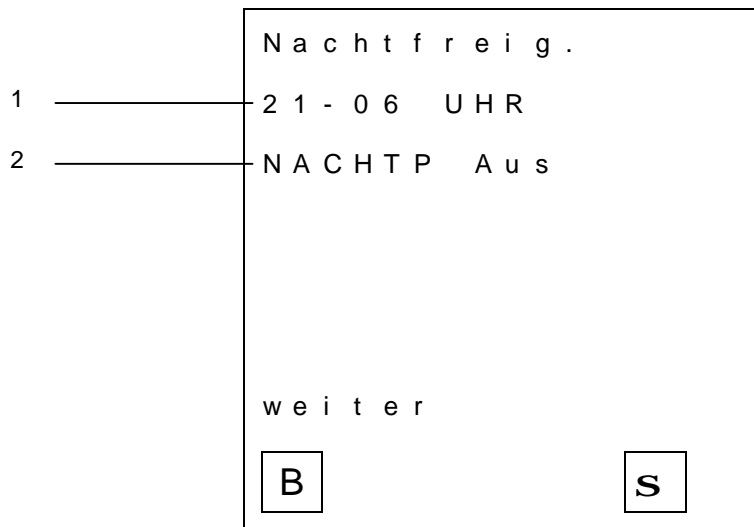 Nachtfreig.
1 21-06 UHR
2 NACHTP Aus
weiter
B s